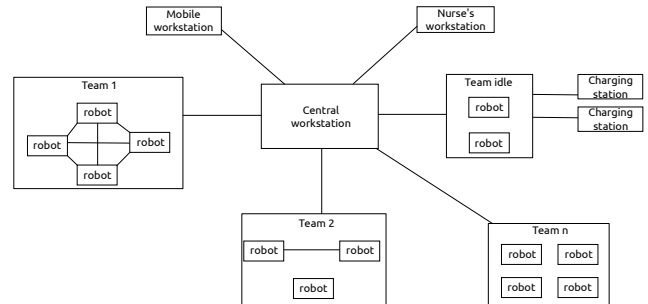 Mobile
workstation
Nurse's
workstation
Team 1
robot
robot
robot
robot
Central
workstation
Team idle
robot
robot
Charging
station
Charging
station
Team 2
robot
robot
robot
Team n
robot
robot
robot
robot